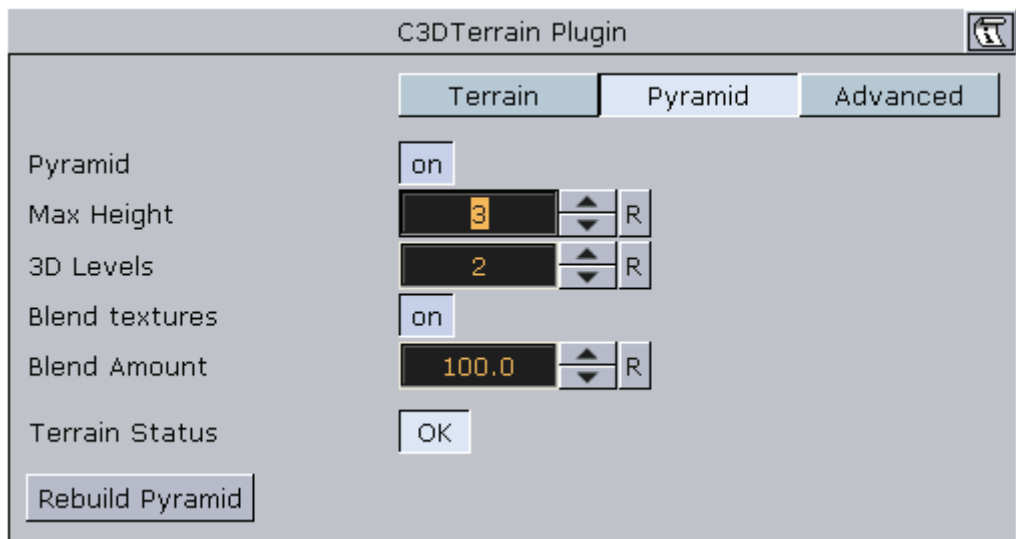 C3DTerrain Plugin
Terrain Pyramid Advanced
Pyramid on
Max Height 3 R
3D Levels 2 R
Blend textures on
Blend Amount 100.0 R
Terrain Status OK
Rebuild Pyramid